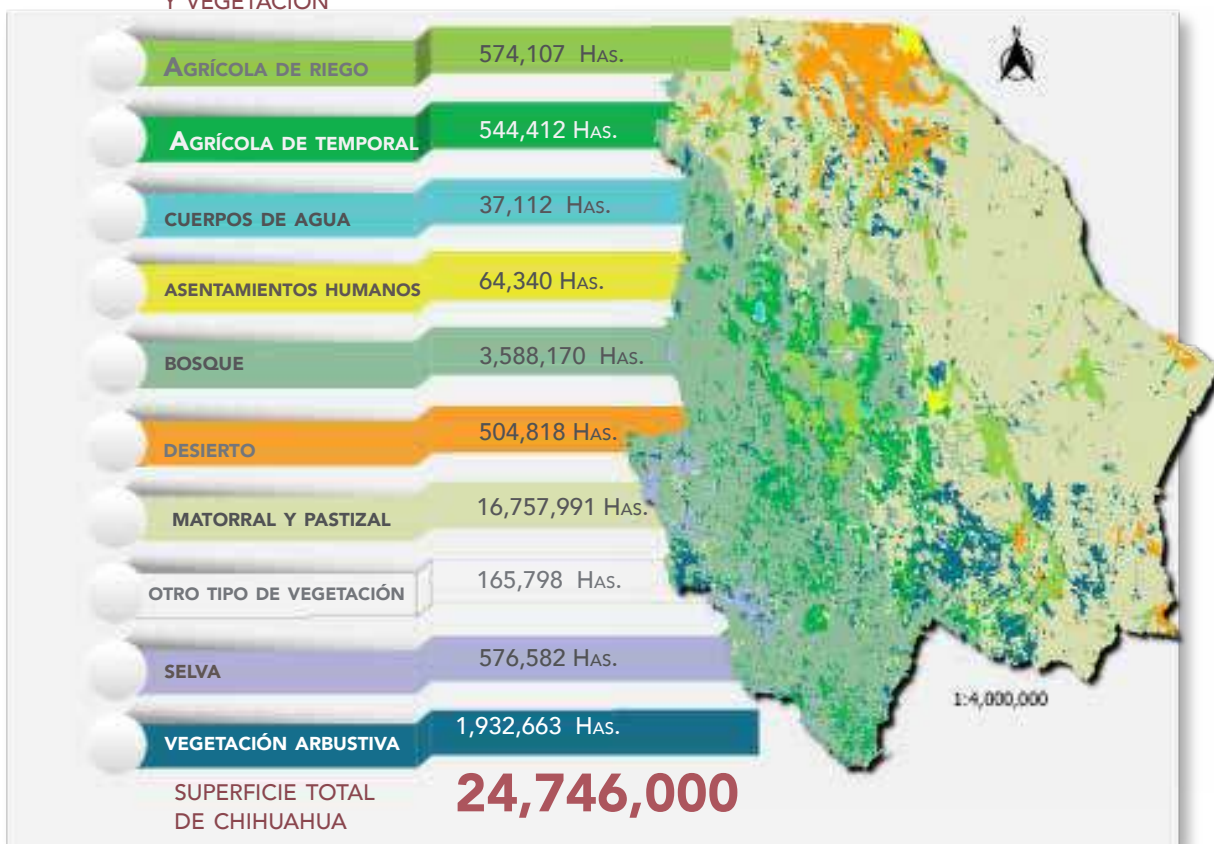 Y VEGETACIÓN
AGRÍCOLA DE RIEGO 574,107 HAS.
N
AGRÍCOLA DE TEMPORAL 544,412 HAS.
CUERPOS DE AGUA 37,112 HAS.
ASENTAMIENTOS HUMANOS 64,340 HAS.
BOSQUE 3,588,170 HAS.
DESIERTO 504,818 HAS.
MATORRAL Y PASTIZAL 16,757,991 HAS.
OTRO TIPO DE VEGETACIÓN 165,798 HAS.
SELVA 576,582 HAS.
1:4,000,000
VEGETACIÓN ARBUSTIVA 1,932,663 HAS.
SUPERFICIE TOTAL
DE CHIHUAHUA
24,746,000